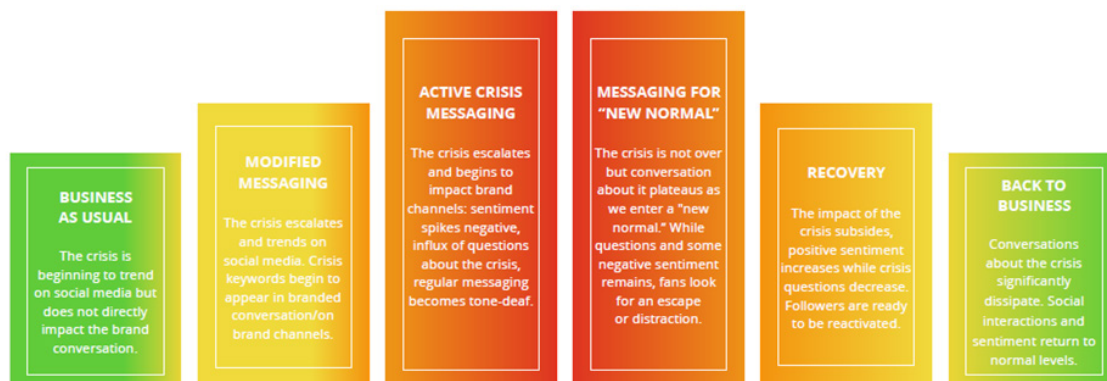 BUSINESS
AS USUAL
The crisis is
beginning to trend
on social media but
does not directly
impact the brand
conversation.
MODIFIED
MESSAGING
The crisis escalates
and trends on
social media. Crisis
keywords begin to
appear in branded
conversation/on
brand channels.
ACTIVE CRISIS
MESSAGING
The crisis escalates
and begins to
impact brand
channels: sentiment
spikes negative,
influx of questions
about the crisis,
regular messaging
becomes tone-deaf.
MESSAGING FOR
“NEW NORMAL”
The crisis is not over
but conversation
about it plateaus as
we enter a “new
normal.” While
questions and some
negative sentiment
remains, fans look
for an escape
or distraction.
RECOVERY
The impact of the
crisis subsides,
positive sentiment
increases while crisis
questions decrease.
Followers are ready
to be reactivated.
BACK TO
BUSINESS
Conversations
about the crisis
significantly
dissipate. Social
interactions and
sentiment return to
normal levels.